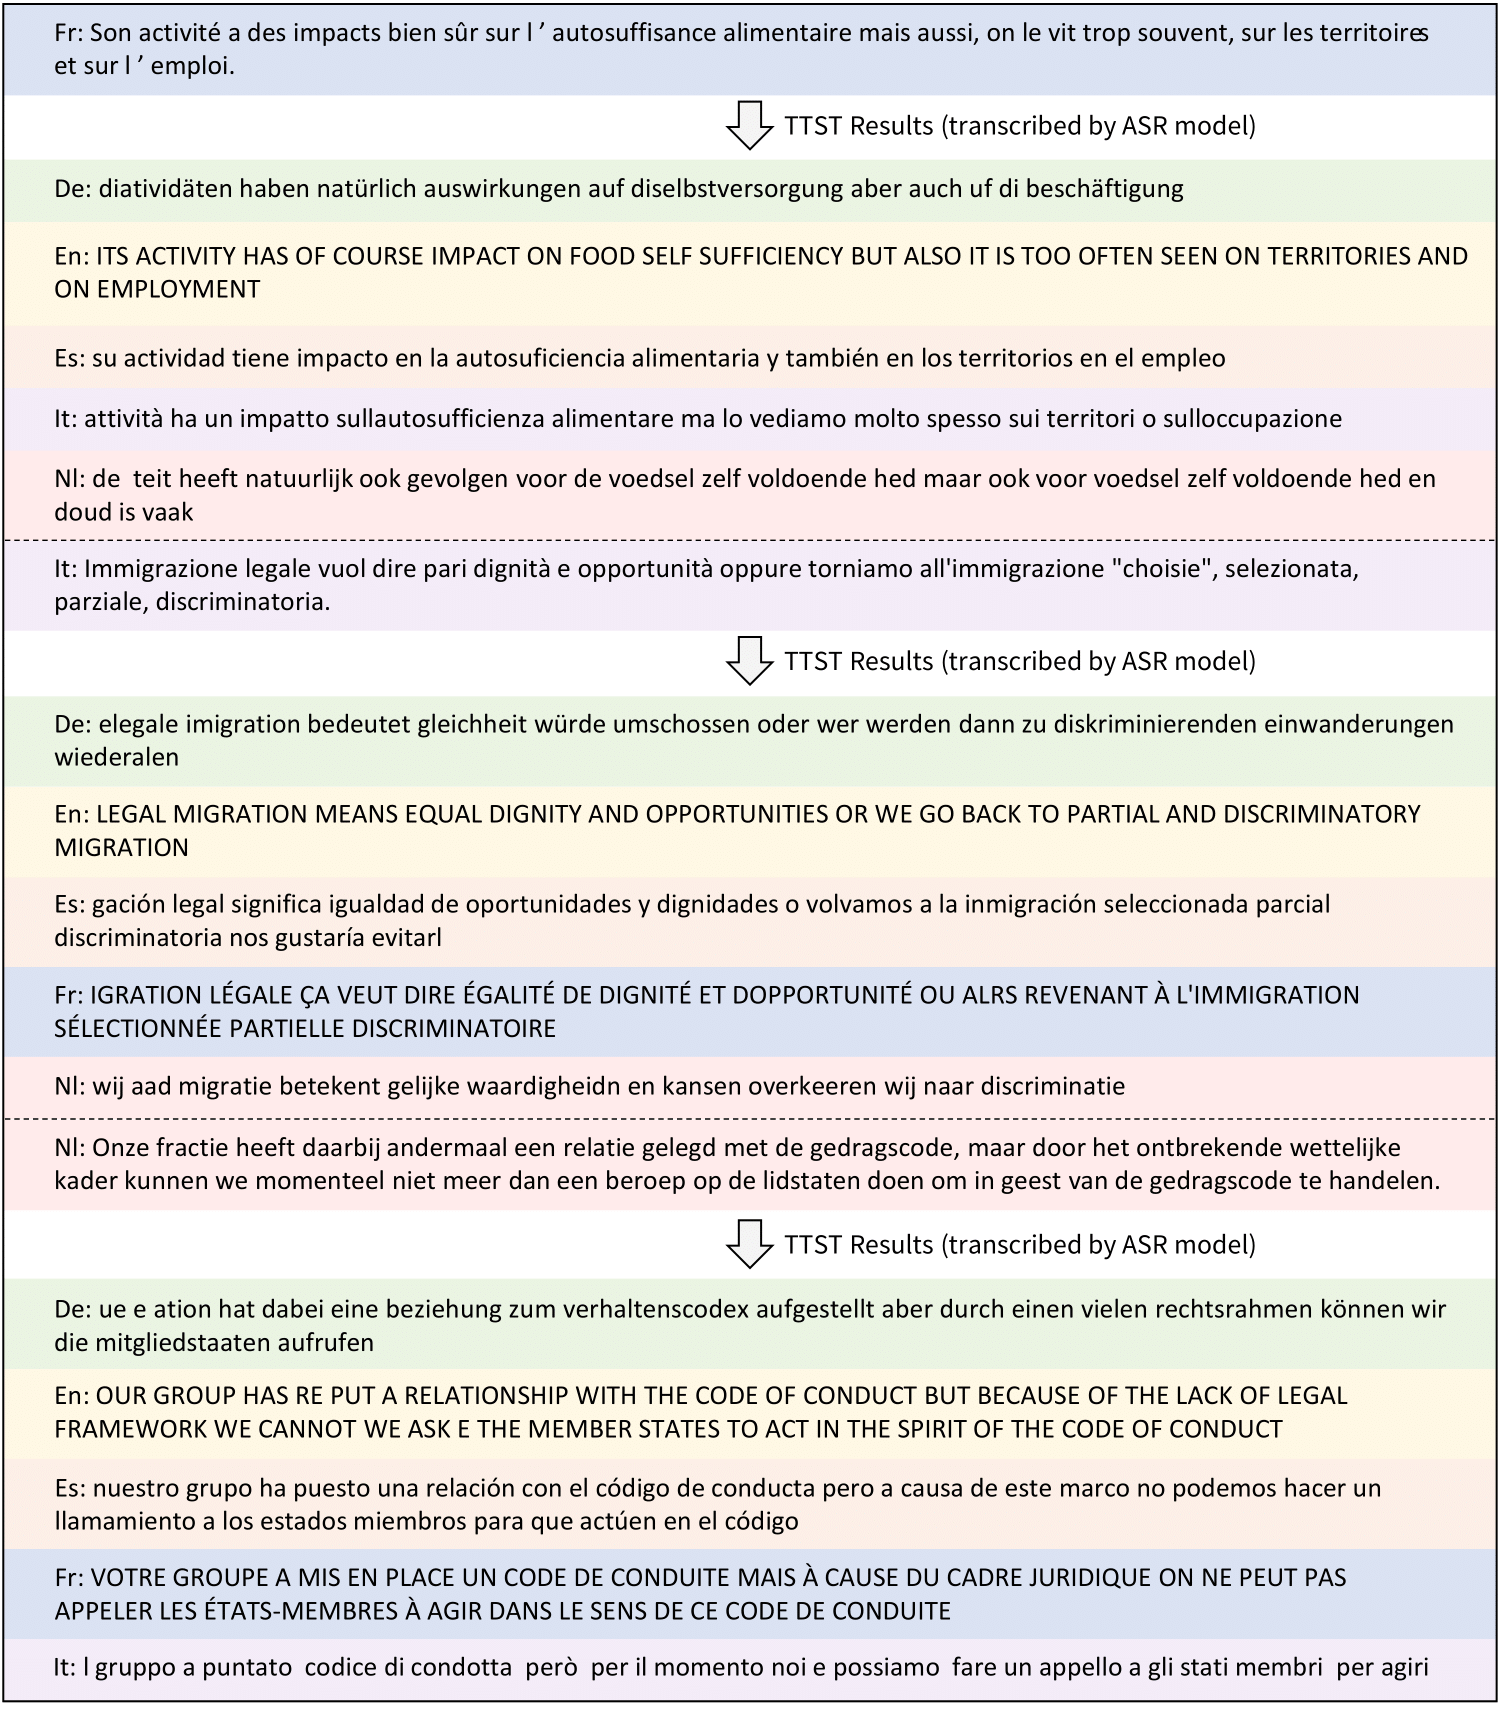 Fr: Son activité a des impacts bien sûr sur l ’ autosuffisance alimentaire mais aussi, on le vit trop souvent, sur les territoires
et sur l ’ emploi.
TTST Results (transcribed by ASR model)
De: diatividäten haben natürlich auswirkungen auf diselbstversorgung aber auch uf di beschäftigung
En: ITS ACTIVITY HAS OF COURSE IMPACT ON FOOD SELF SUFFICIENCY BUT ALSO IT IS TOO OFTEN SEEN ON TERRITORIES AND
ON EMPLOYMENT
Es: su actividad tiene impacto en la autosuficiencia alimentaria y también en los territorios en el empleo
It: attività ha un impatto sullautosufficienza alimentare ma lo vediamo molto spesso sui territori o sulloccupazione
Nl: de  teit heeft natuurlijk ook gevolgen voor de voedsel zelf voldoende hed maar ook voor voedsel zelf voldoende hed en
doud is vaak
It: Immigrazione legale vuol dire pari dignità e opportunità oppure torniamo all'immigrazione "choisie", selezionata,
parziale, discriminatoria.
TTST Results (transcribed by ASR model)
De: elegale imigration bedeutet gleichheit würde umschossen oder wer werden dann zu diskriminierenden einwanderungen
wiederalen
En: LEGAL MIGRATION MEANS EQUAL DIGNITY AND OPPORTUNITIES OR WE GO BACK TO PARTIAL AND DISCRIMINATORY
MIGRATION
Es: gación legal significa igualdad de oportunidades y dignidades o volvamos a la inmigración seleccionada parcial
discriminatoria nos gustaría evitarl
Fr: IGRATION LÉGALE ÇA VEUT DIRE ÉGALITÉ DE DIGNITÉ ET DOPPORTUNITÉ OU ALRS REVENANT À L'IMMIGRATION
SÉLECTIONNÉE PARTIELLE DISCRIMINATOIRE
Nl: wij aad migratie betekent gelijke waardigheidn en kansen overkeeren wij naar discriminatie
Nl: Onze fractie heeft daarbij andermaal een relatie gelegd met de gedragscode, maar door het ontbrekende wettelijke
kader kunnen we momenteel niet meer dan een beroep op de lidstaten doen om in geest van de gedragscode te handelen.
TTST Results (transcribed by ASR model)
De: ue e ation hat dabei eine beziehung zum verhaltenscodex aufgestellt aber durch einen vielen rechtsrahmen können wir
die mitgliedstaaten aufrufen
En: OUR GROUP HAS RE PUT A RELATIONSHIP WITH THE CODE OF CONDUCT BUT BECAUSE OF THE LACK OF LEGAL
FRAMEWORK WE CANNOT WE ASK E THE MEMBER STATES TO ACT IN THE SPIRIT OF THE CODE OF CONDUCT
Es: nuestro grupo ha puesto una relación con el código de conducta pero a causa de este marco no podemos hacer un
llamamiento a los estados miembros para que actúen en el código
Fr: VOTRE GROUPE A MIS EN PLACE UN CODE DE CONDUITE MAIS À CAUSE DU CADRE JURIDIQUE ON NE PEUT PAS
APPELER LES ÉTATS-MEMBRES À AGIR DANS LE SENS DE CE CODE DE CONDUITE
It: l gruppo a puntato  codice di condotta  però  per il momento noi e possiamo  fare un appello a gli stati membri  per agiri